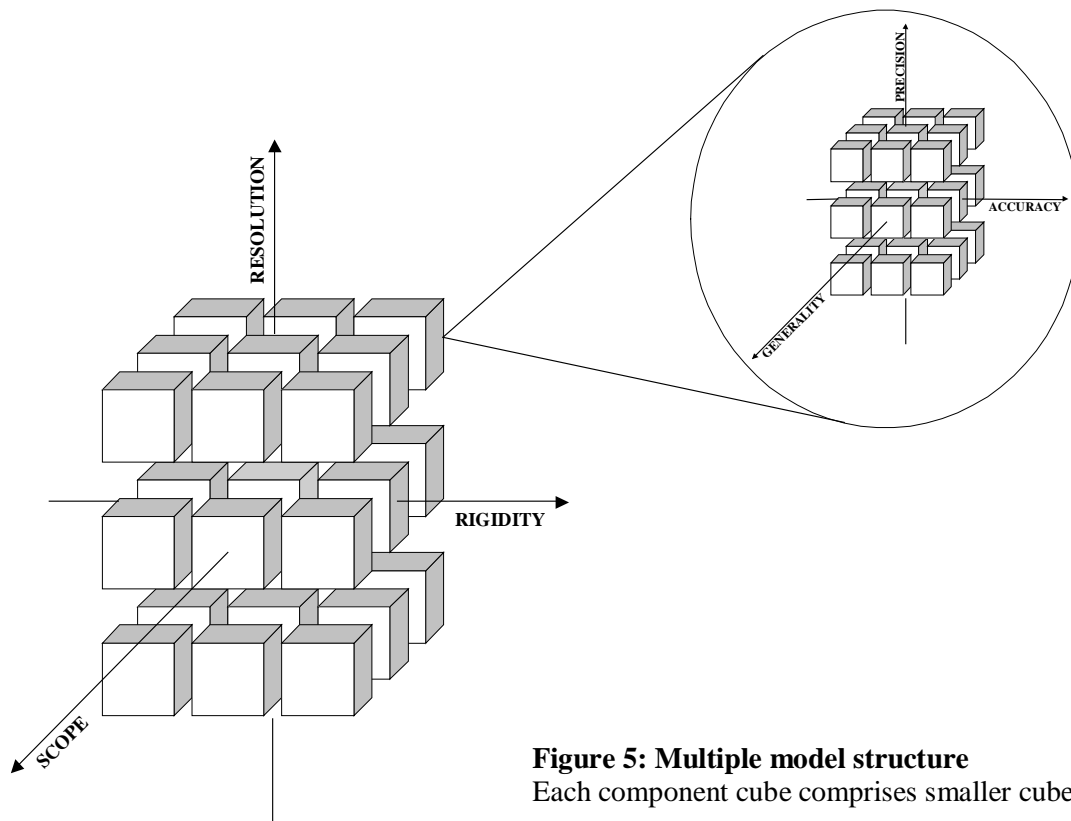 PRECISION
ACCURACY
GENERALITY
RESOLUTION
RIGIDITY
SCOPE
Figure 5: Multiple model structure
Each component cube comprises smaller cube